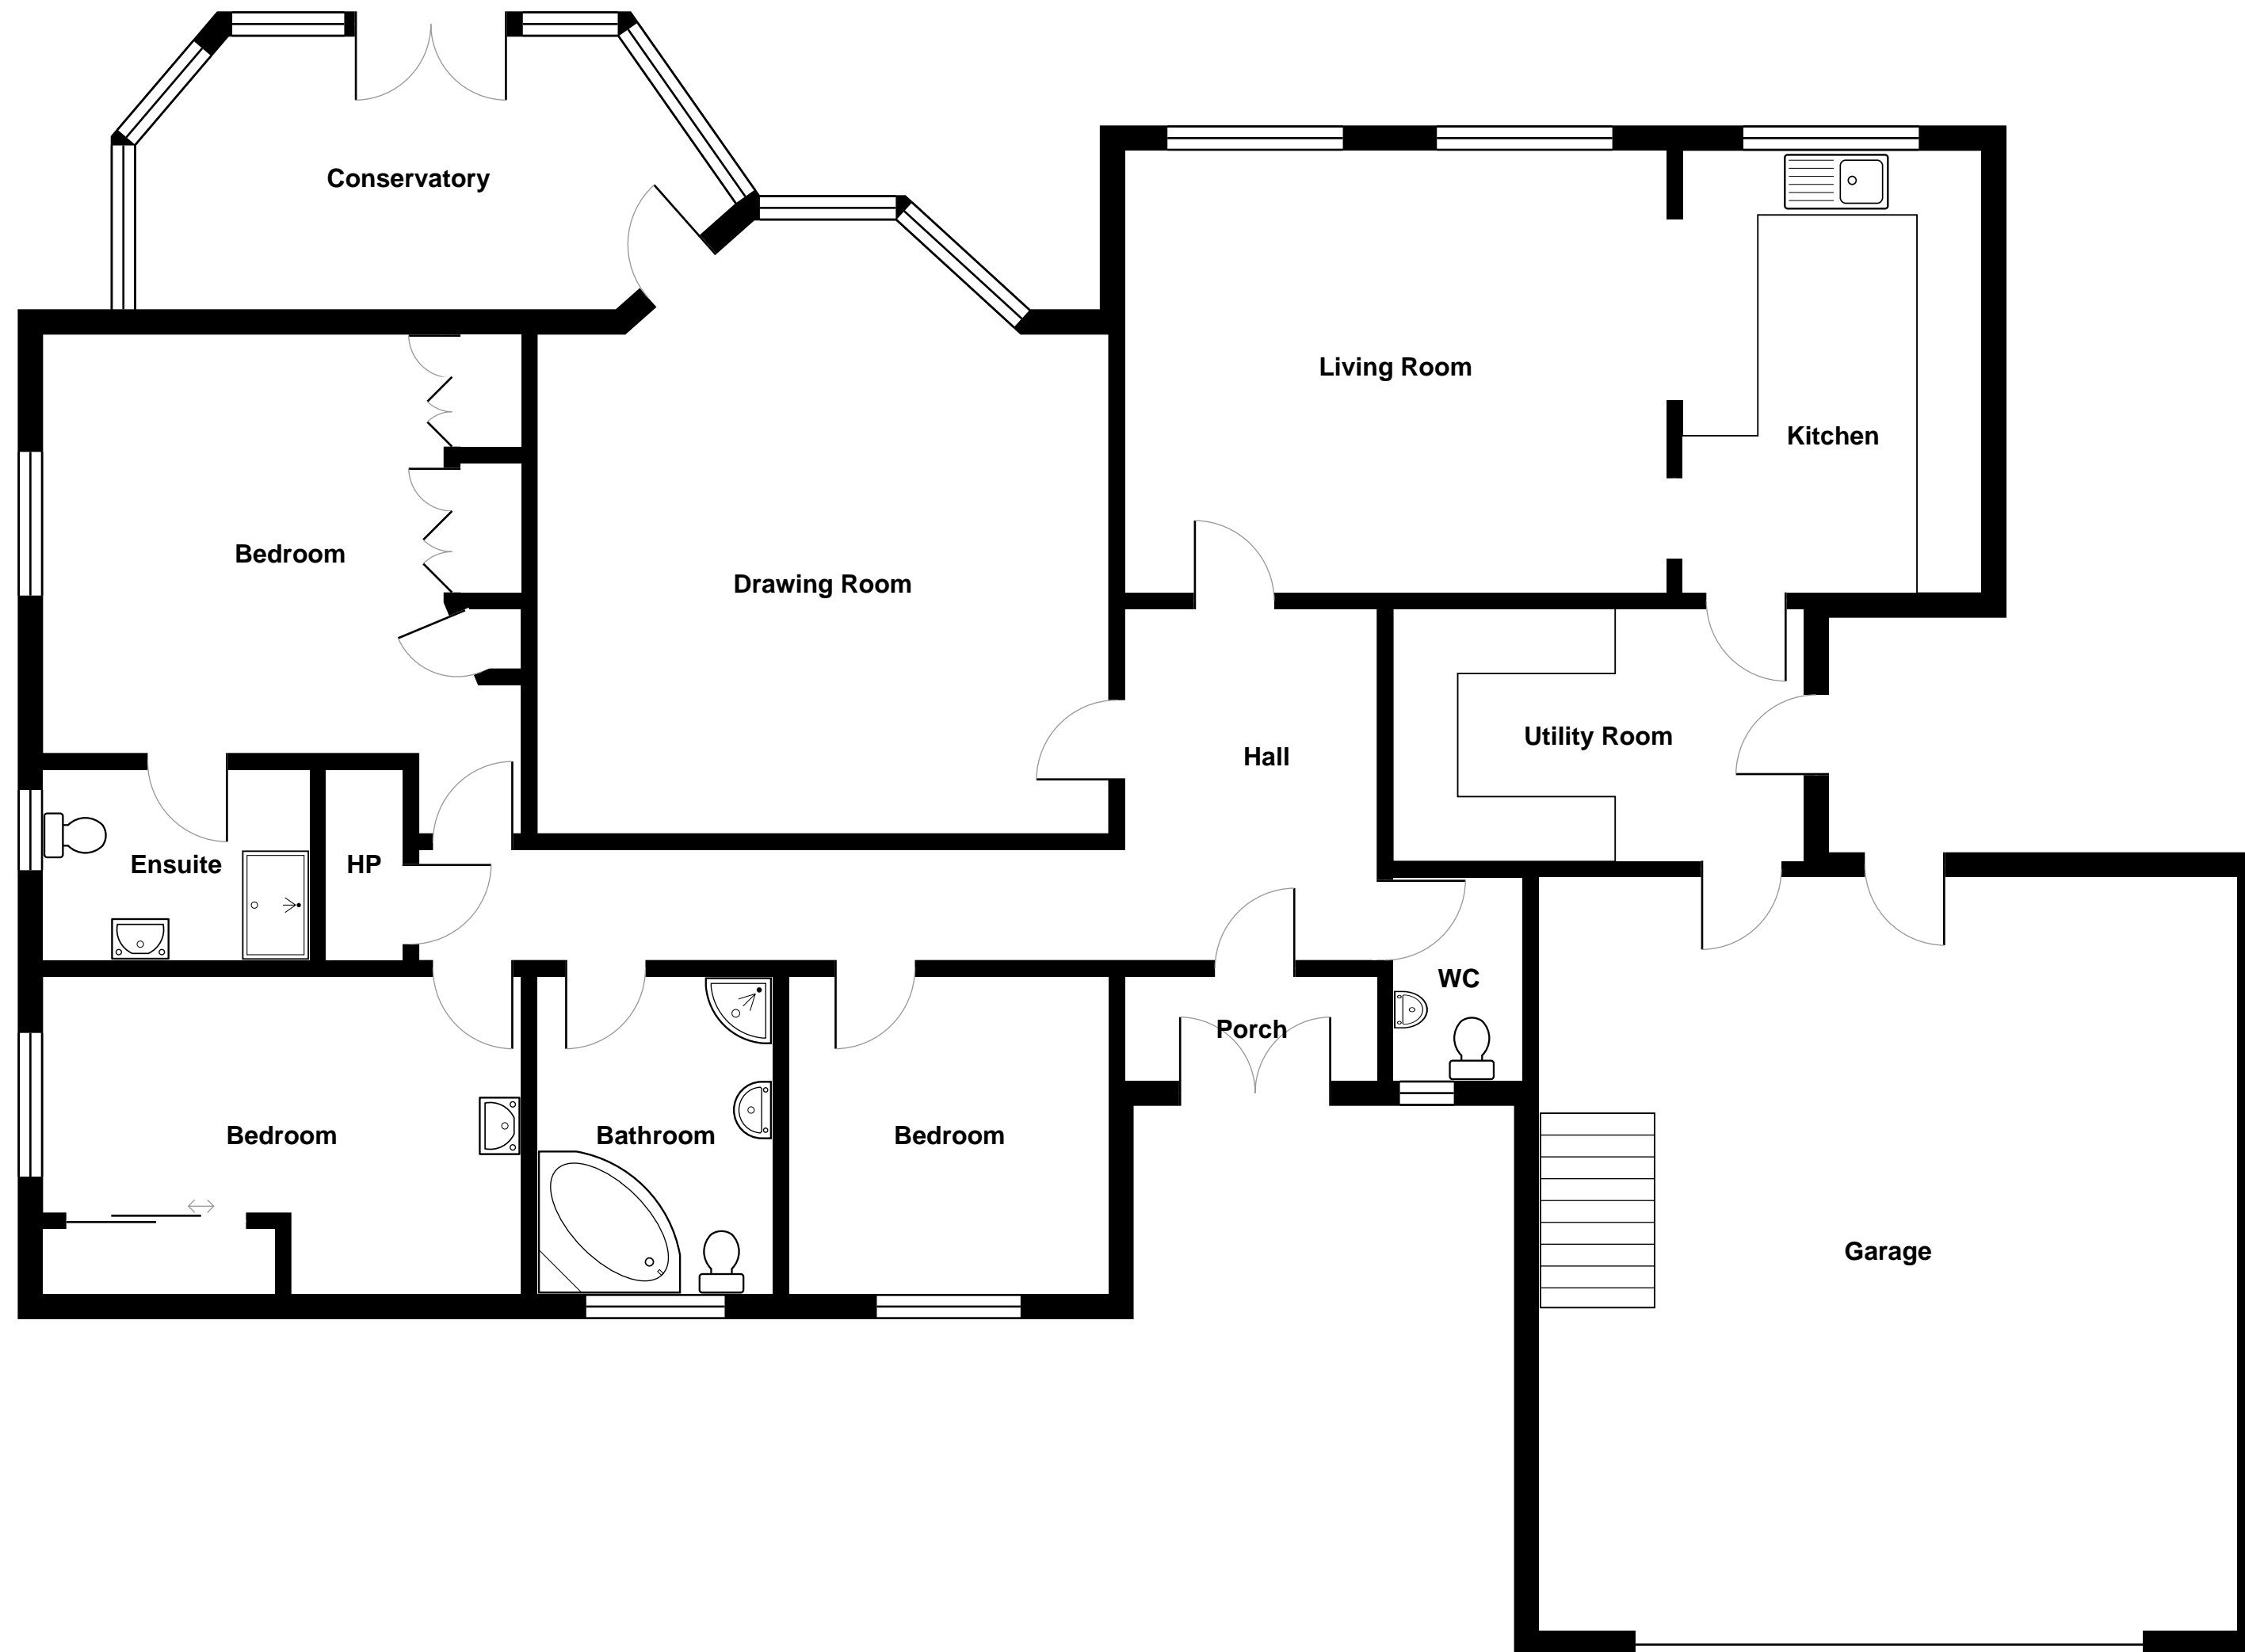 Conservatory
Living Room
Kitchen
Bedroom
Drawing Room
Utility Room
Hall
Ensuite
HP
WC
Porch
Bedroom
Bathroom
Bedroom
Garage